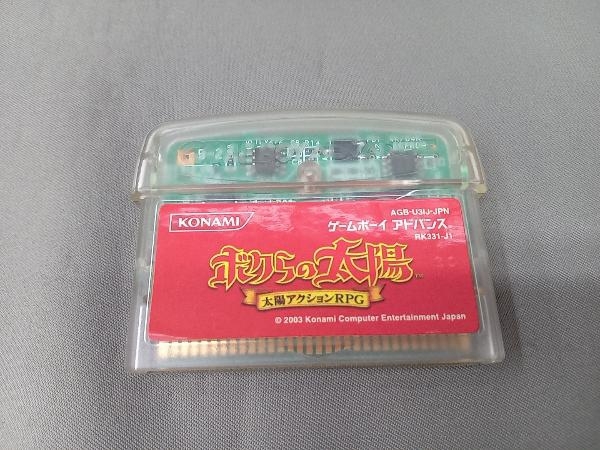 KONAMI
AGB-U3IJ-JPN
ゲームボーイ アドバンス
RK331-J1
ボクらの太陽™
太陽アクションRPG
© 2003 Konami Computer Entertainment Japan